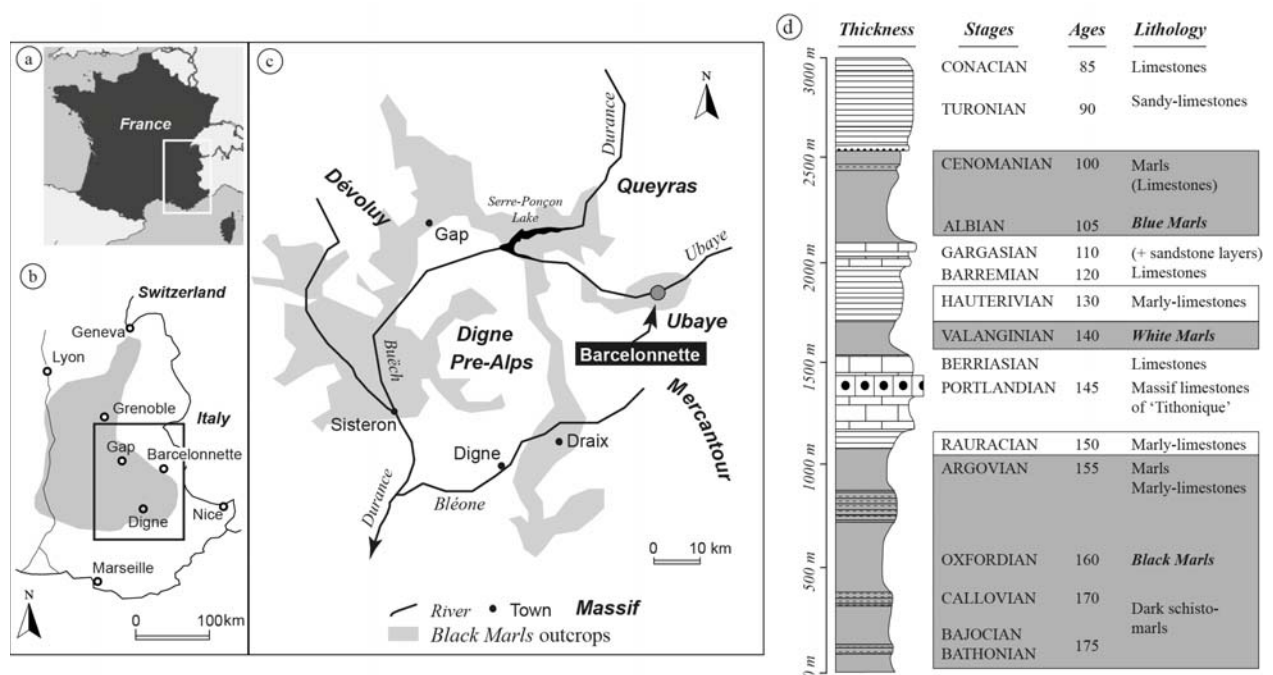 a
France
b
Switzerland
Geneva
Lyon
Grenoble
Italy
Gap
Barcelonnette
Digne
Nice
Marseille
N
0 100 km
c
N
Durance
Dévoluy
Queyras
Serre-Ponçon
Lake
Gap
Ubaye
Digne
Pre-Alps
Ubaye
Barcelonnette
Buëch
Mercantour
Sisteron
Digne
Draix
Durance
Bléone
0 10 km
River Town Massif
Black Marls outcrops
d
Thickness Stages Ages Lithology
3000 m
CONACIAN 85 Limestones
TURONIAN 90 Sandy-limestones
2500 m
CENOMANIAN 100 Marls
(Limestones)
ALBIAN 105 Blue Marls
GARGASIAN 110 (+ sandstone layers)
2000 m
BARREMIAN 120 Limestones
HAUTERIVIAN 130 Marly-limestones
VALANGINIAN 140 White Marls
1500 m
BERRIASIAN Limestones
PORTLANDIAN 145 Massif limestones
of ‘Tithonique’
RAURACIAN 150 Marly-limestones
1000 m
ARGOVIAN 155 Marls
Marly-limestones
500 m
OXFORDIAN 160 Black Marls
CALLOVIAN 170
Dark schisto-
marls
BAJOCIAN
BATHONIAN 175
0 m